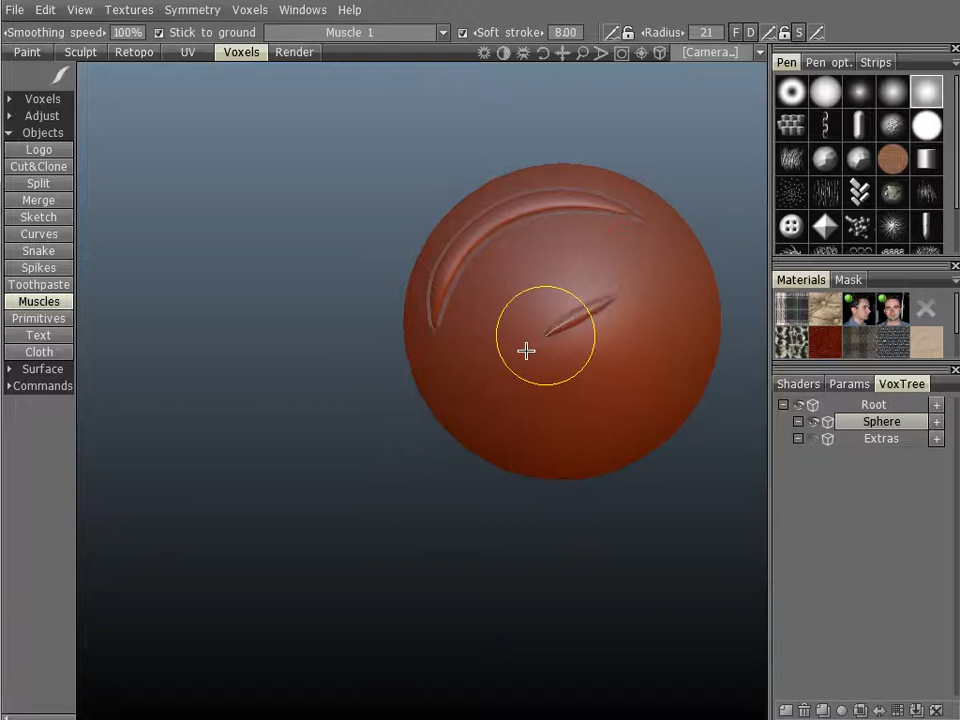 File Edit View Textures Symmetry Voxels Windows Help
Smoothing speed 100% Stick to ground Muscle 1 Soft stroke 8.00 Radius 21 F D S
Paint Sculpt Retopo UV Voxels Render [Camera...]
Voxels
Adjust
Objects
Logo
Cut&Clone
Split
Merge
Sketch
Curves
Snake
Spikes
Toothpaste
Muscles
Primitives
Text
Cloth
Surface
Commands
Pen Pen opt. Strips
Materials Mask
Shaders Params VoxTree
Root +
Sphere +
Extras +